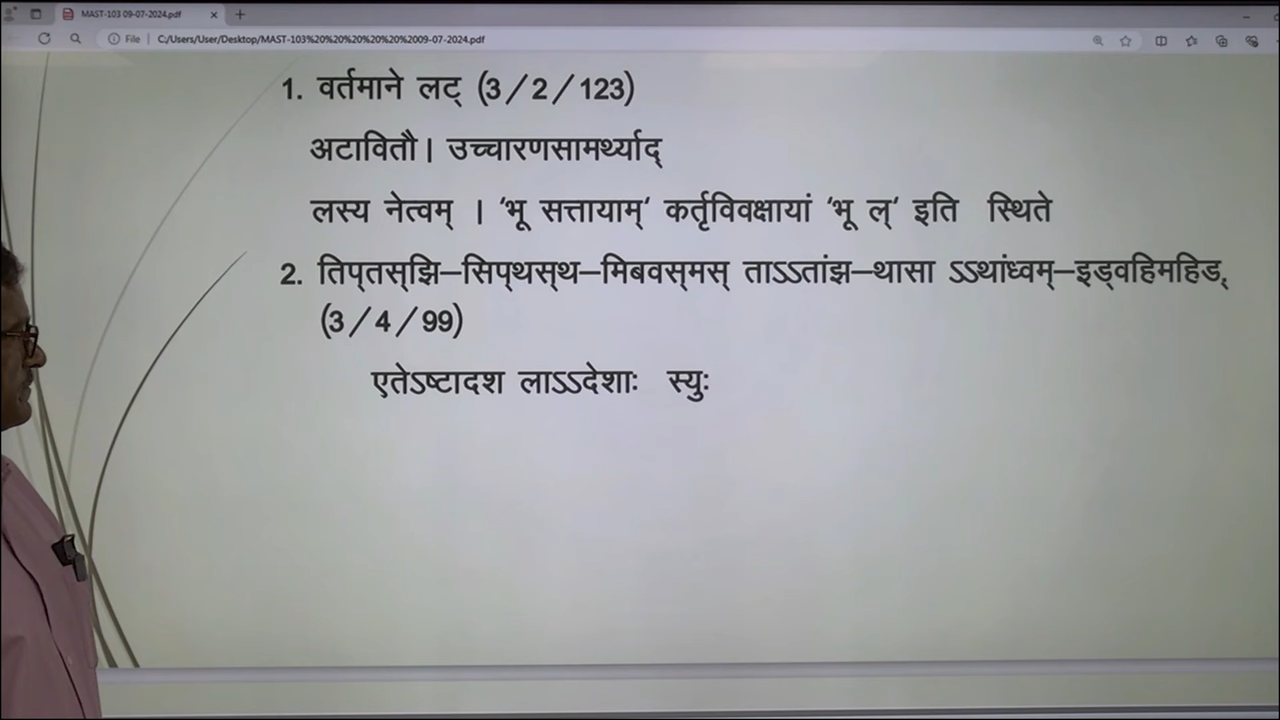 MAST-103 09-07-2024.pdf
File | C:/Users/User/Desktop/MAST-103%20%20%20%20%20%2009-07-2024.pdf
1. वर्तमाने लट् (3/2/123)
अटावितौ। उच्चारणसामर्थ्याद्
लस्य नेत्वम् । ‘भू सत्तायाम्‘ कर्तृविवक्षायां ‘भू ल्‘ इति स्थिते
2. तिप्तस्झि–सिप्थस्थ–मिबवस्मस् ताऽऽतांझ–थासा ऽऽथांध्वम्–इड्वहिमहिङ्
(3/4/99)
एतेऽष्टादश लाऽऽदेशाः स्युः